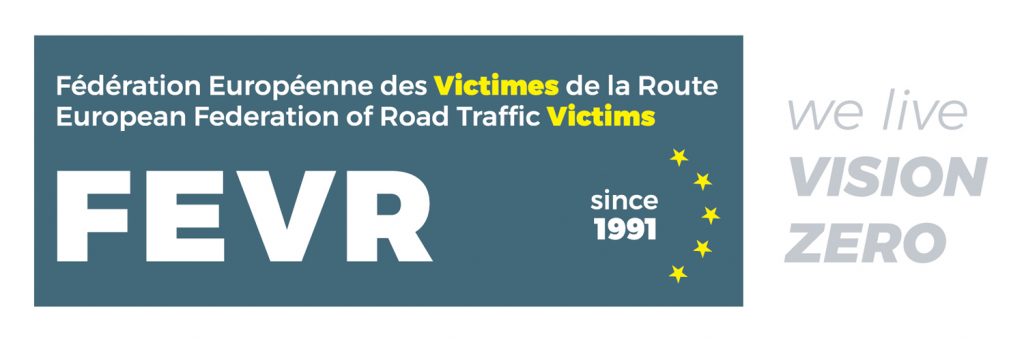 Fédération Européenne des Victimes de la Route
European Federation of Road Traffic Victims
FEVR
since
1991
we live
VISION
ZERO